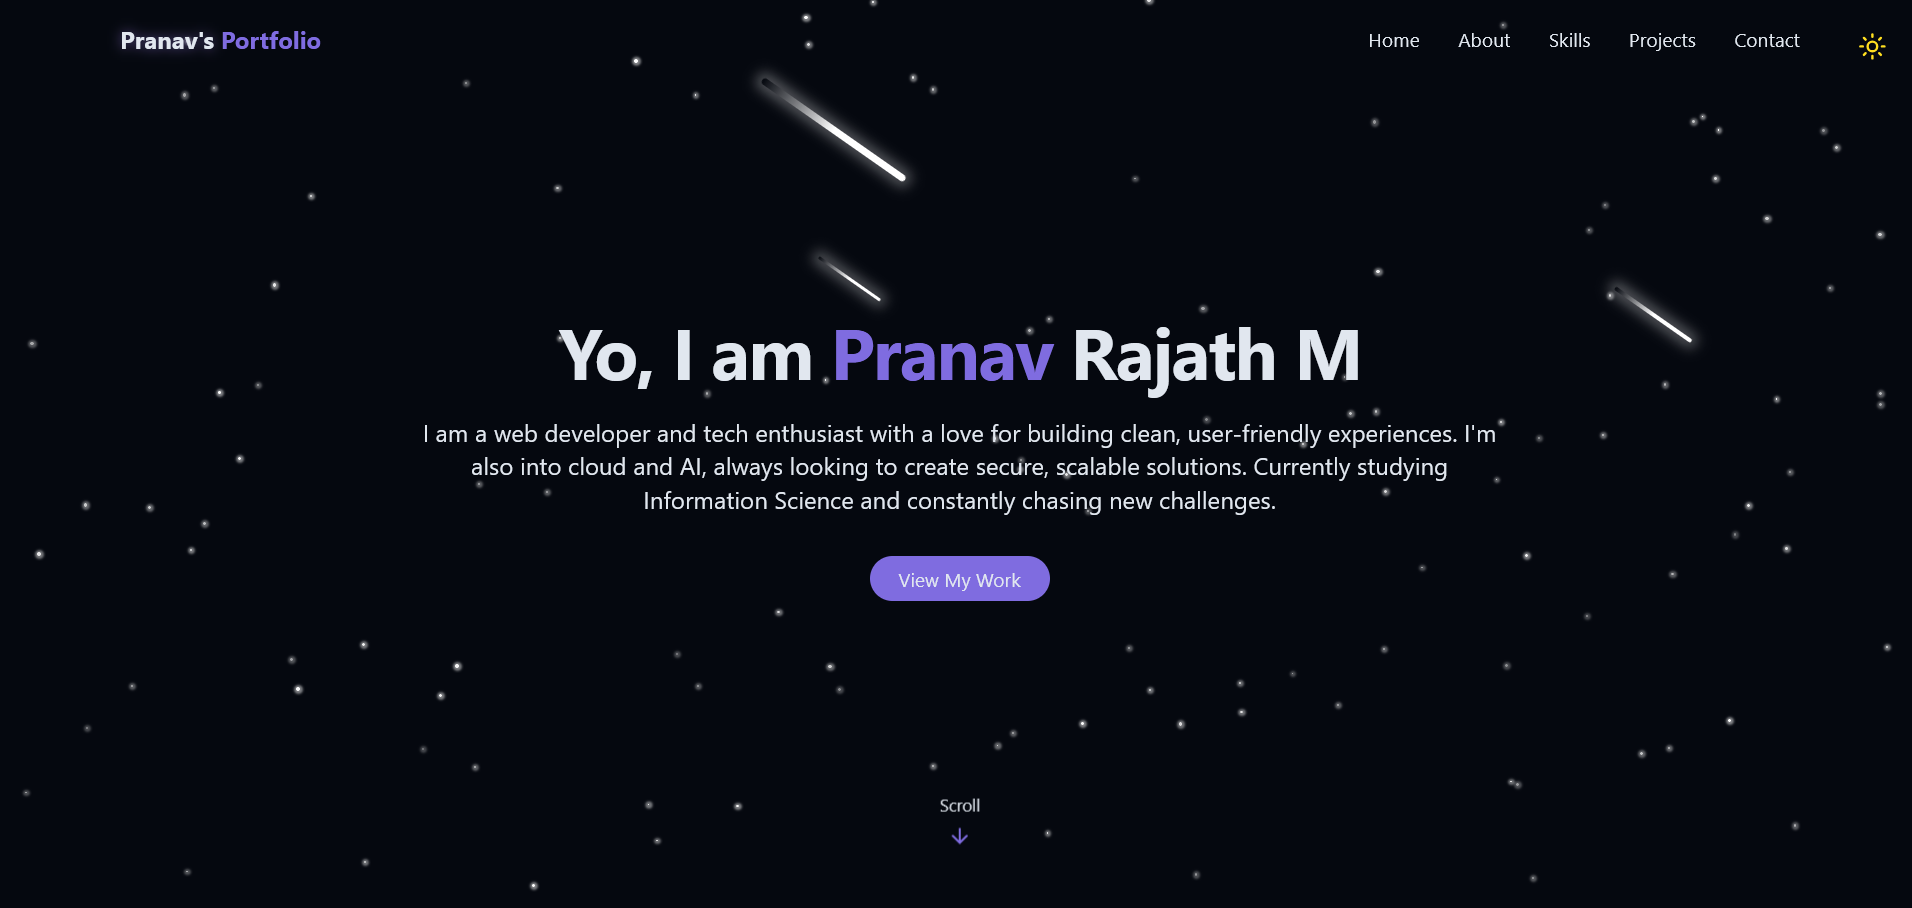 Pranav's Portfolio
Home About Skills Projects Contact
Yo, I am Pranav Rajath M
I am a web developer and tech enthusiast with a love for building clean, user-friendly experiences. I'm
also into cloud and AI, always looking to create secure, scalable solutions. Currently studying
Information Science and constantly chasing new challenges.
View My Work
Scroll